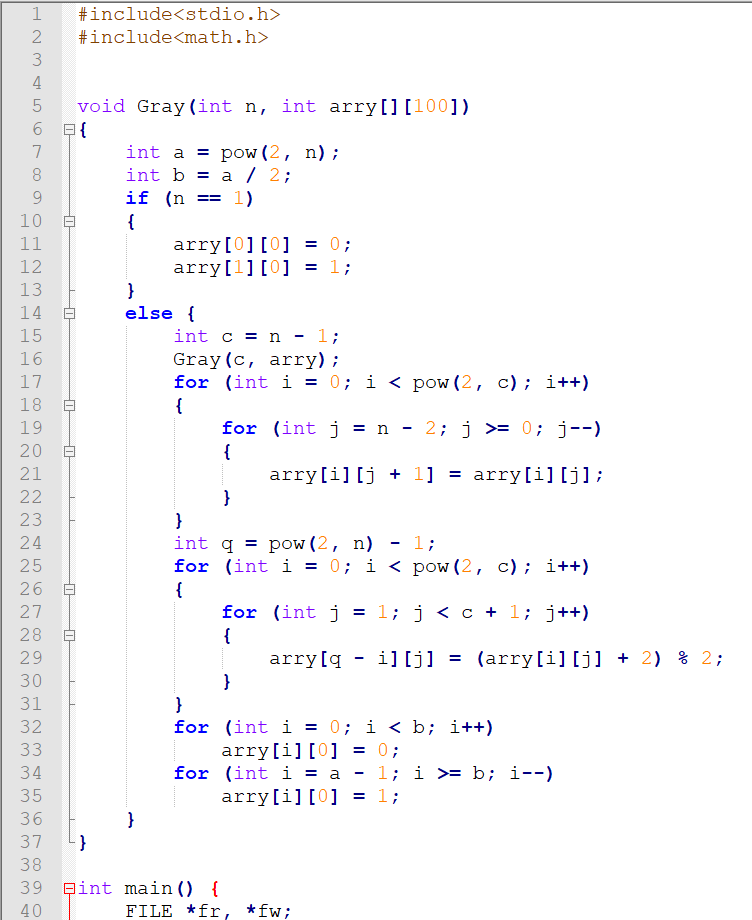 1 #include<stdio.h>
2 #include<math.h>
3
4
5 void Gray(int n, int arry[][100])
6 {
7     int a = pow(2, n);
8     int b = a / 2;
9     if (n == 1)
10     {
11         arry[0][0] = 0;
12         arry[1][0] = 1;
13     }
14     else {
15         int c = n - 1;
16         Gray(c, arry);
17         for (int i = 0; i < pow(2, c); i++)
18         {
19             for (int j = n - 2; j >= 0; j--)
20             {
21                 arry[i][j + 1] = arry[i][j];
22             }
23         }
24         int q = pow(2, n) - 1;
25         for (int i = 0; i < pow(2, c); i++)
26         {
27             for (int j = 1; j < c + 1; j++)
28             {
29                 arry[q - i][j] = (arry[i][j] + 2) % 2;
30             }
31         }
32         for (int i = 0; i < b; i++)
33             arry[i][0] = 0;
34         for (int i = a - 1; i >= b; i--)
35             arry[i][0] = 1;
36     }
37 }
38
39 int main() {
40     FILE *fr, *fw;